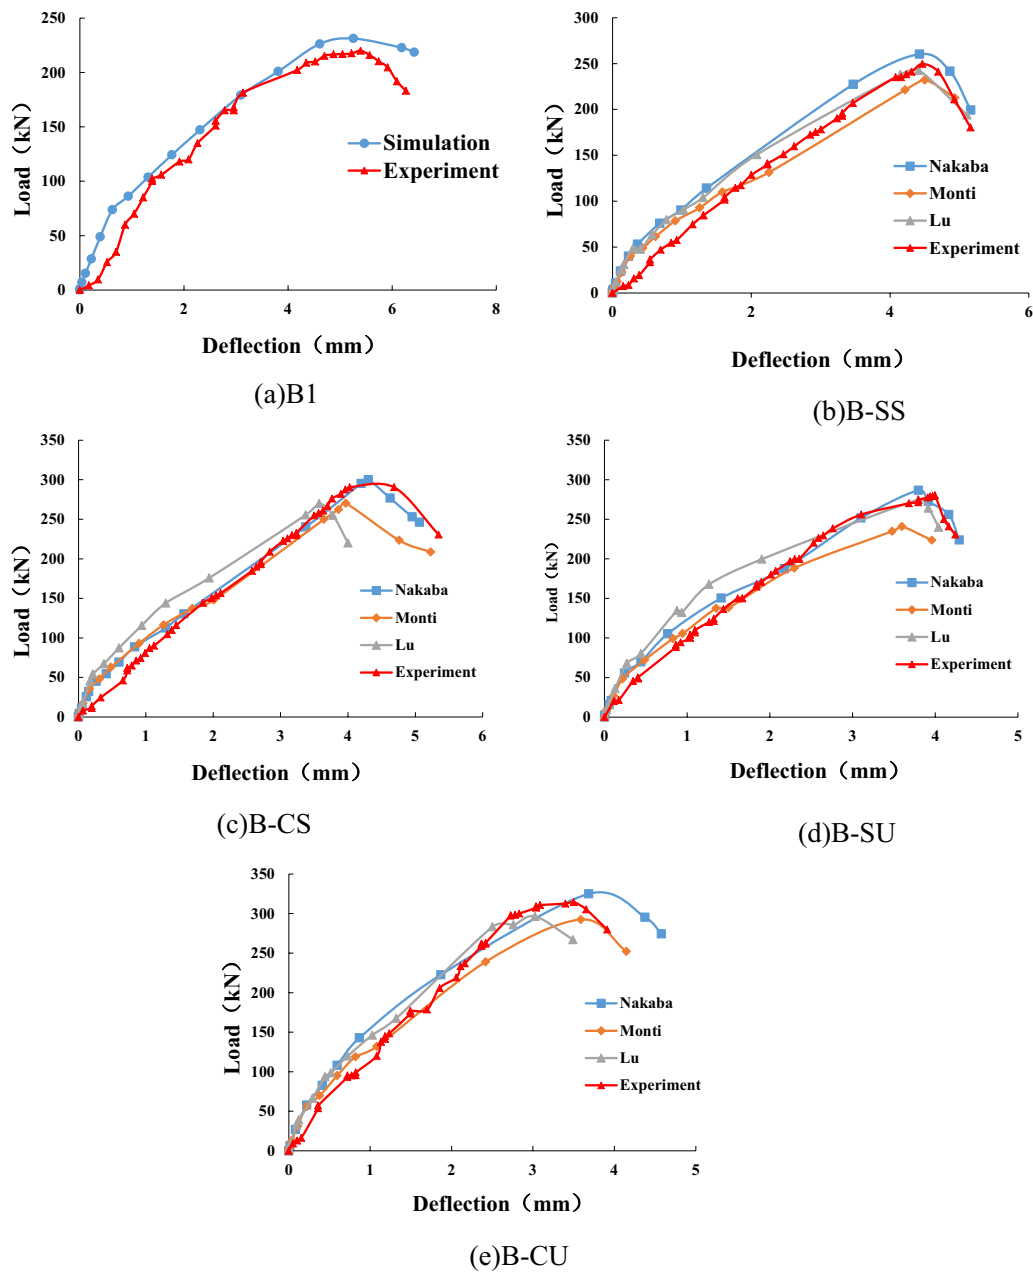 250
200
150
100
50
0
Load（kN）
0 2 4 6 8
Deflection（mm）
Simulation
Experiment
(a)B1
300
250
200
150
100
50
0
Load（kN）
0 2 4 6
Deflection（mm）
Nakaba
Monti
Lu
Experiment
(b)B-SS
350
300
250
200
150
100
50
0
Load（kN）
0 1 2 3 4 5 6
Deflection（mm）
Nakaba
Monti
Lu
Experiment
(c)B-CS
350
300
250
200
150
100
50
0
Load（kN）
0 1 2 3 4 5
Deflection（mm）
Nakaba
Monti
Lu
Experiment
(d)B-SU
350
300
250
200
150
100
50
0
Load（kN）
0 1 2 3 4 5
Deflection（mm）
Nakaba
Monti
Lu
Experiment
(e)B-CU